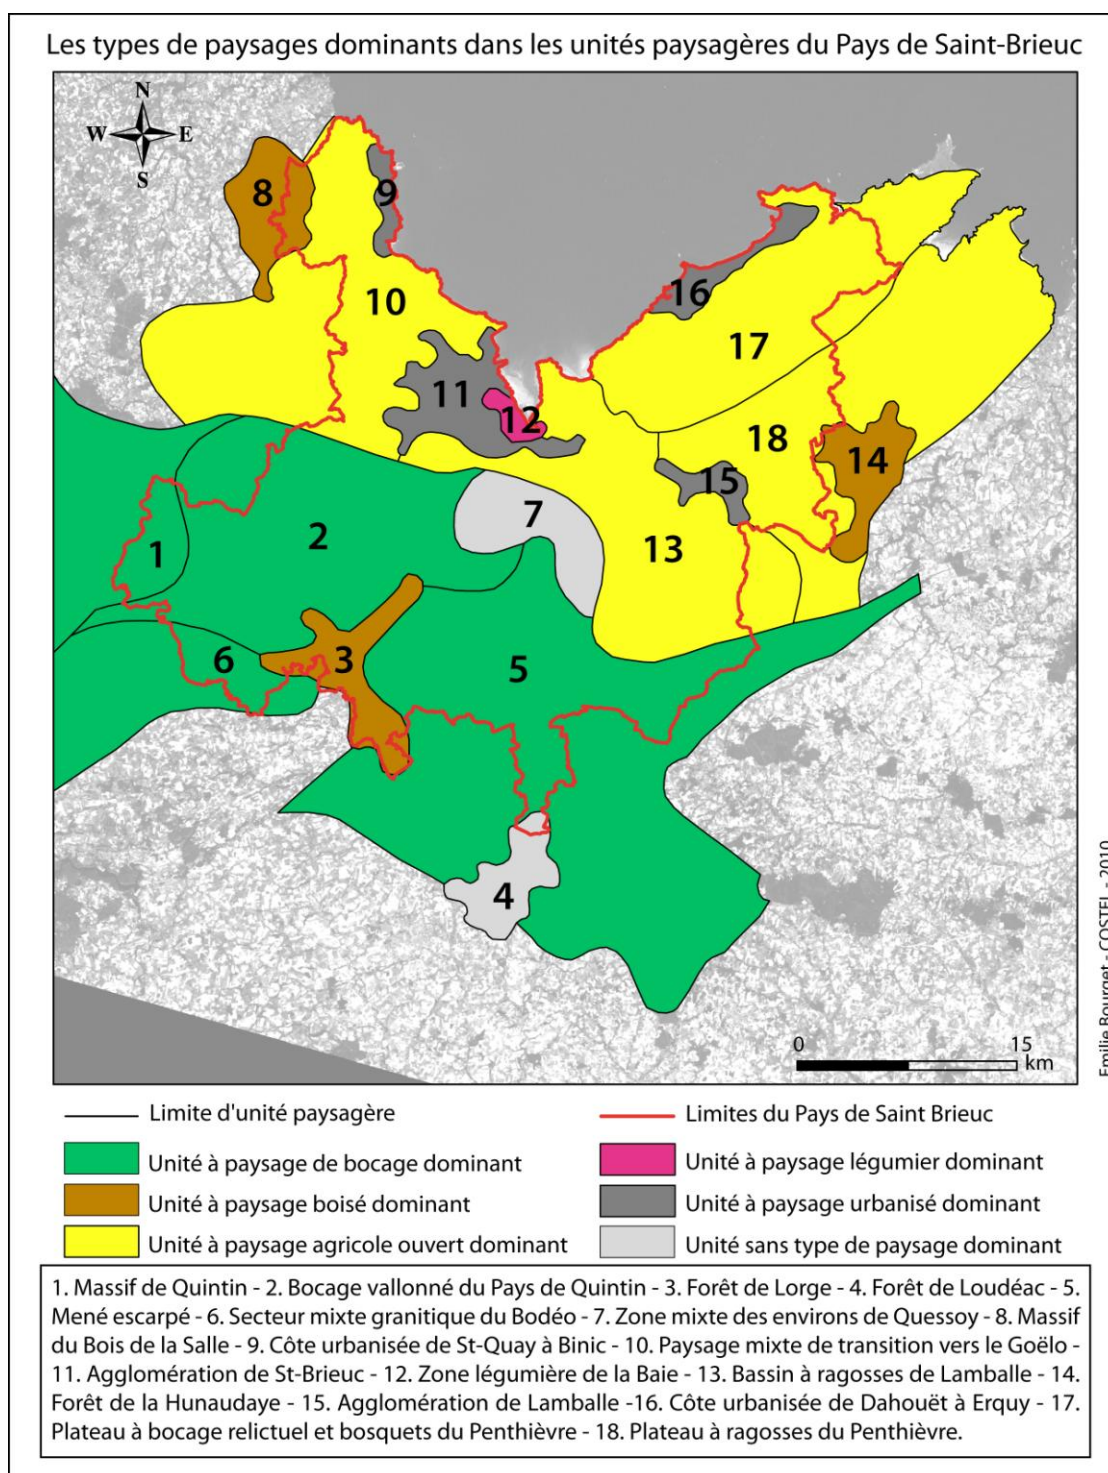 Les types de paysages dominants dans les unités paysagères du Pays de Saint-Brieuc
N
W E
S
8
9
10
16
17
11
12
18
14
15
7
2
13
1
6
3
5
4
0 15
km
Emilie Bourget - COSTEL - 2010
Limite d'unité paysagère
Limites du Pays de Saint Brieuc
Unité à paysage de bocage dominant
Unité à paysage légumier dominant
Unité à paysage boisé dominant
Unité à paysage urbanisé dominant
Unité à paysage agricole ouvert dominant
Unité sans type de paysage dominant
1. Massif de Quintin - 2. Bocage vallonné du Pays de Quintin - 3. Forêt de Lorge - 4. Forêt de Loudéac - 5.
Mené escarpé - 6. Secteur mixte granitique du Bodéo - 7. Zone mixte des environs de Quessoy - 8. Massif
du Bois de la Salle - 9. Côte urbanisée de St-Quay à Binic - 10. Paysage mixte de transition vers le Goëlo -
11. Agglomération de St-Brieuc - 12. Zone légumière de la Baie - 13. Bassin à ragosses de Lamballe - 14.
Forêt de la Hunaudaye - 15. Agglomération de Lamballe -16. Côte urbanisée de Dahouët à Erquy - 17.
Plateau à bocage relictuel et bosquets du Penthièvre - 18. Plateau à ragosses du Penthièvre.